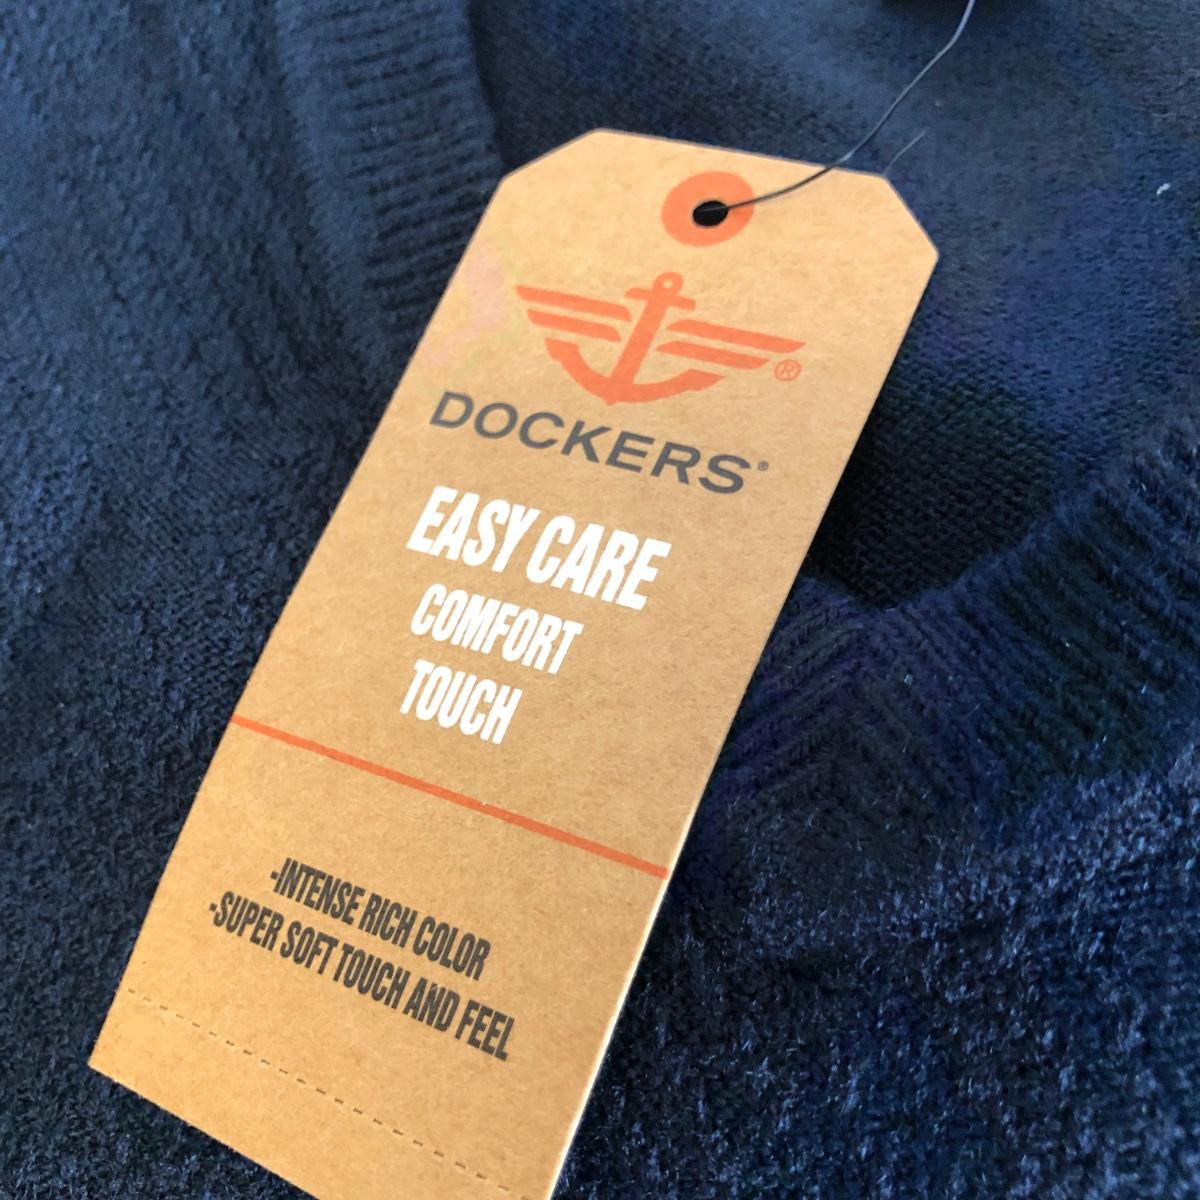 ®
DOCKERS®
EASY CARE
COMFORT
TOUCH
-INTENSE RICH COLOR
-SUPER SOFT TOUCH AND FEEL